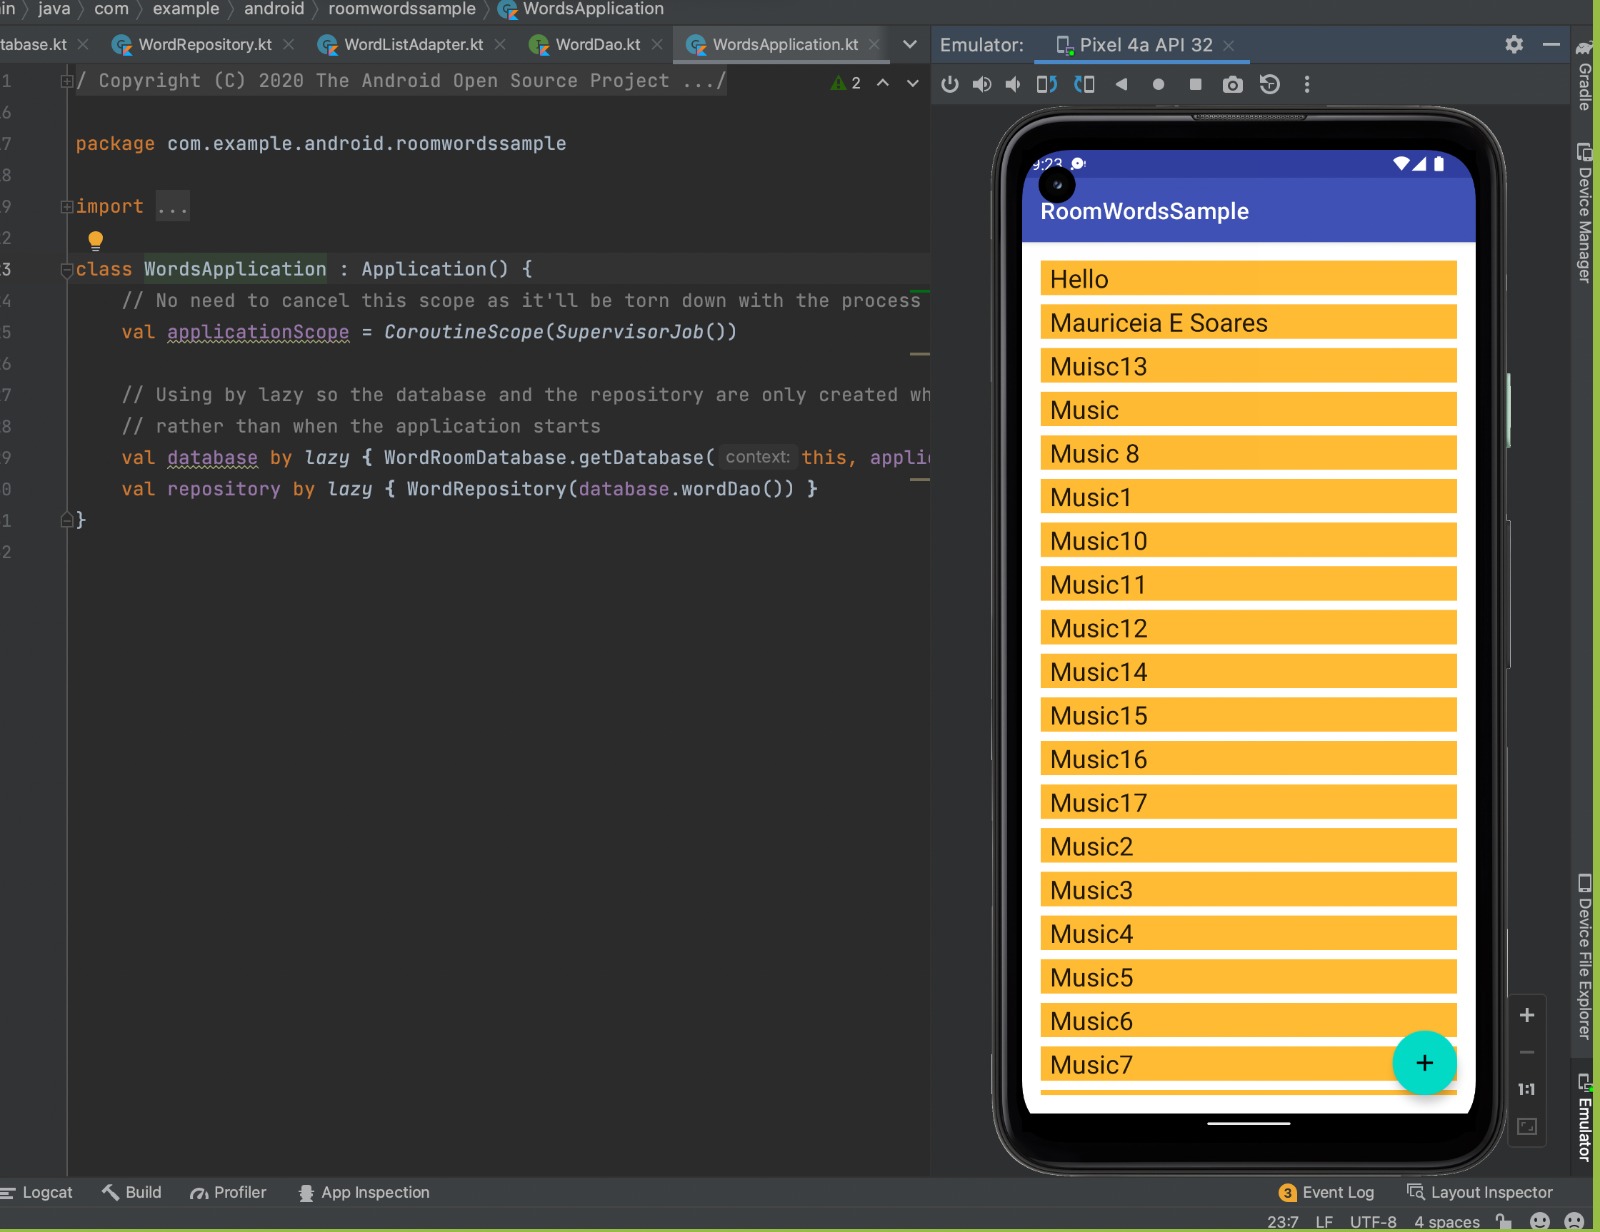 in java com example android roomwordssample WordsApplication
tabase.kt WordRepository.kt WordListAdapter.kt WordDao.kt WordsApplication.kt
Emulator: Pixel 4a API 32
1 / Copyright (C) 2020 The Android Open Source Project .../
2
6
7 package com.example.android.roomwordssample
8
9 import ...
2
3 class WordsApplication : Application() {
4 // No need to cancel this scope as it'll be torn down with the process
5 val applicationScope = CoroutineScope(SupervisorJob())
6
7 // Using by lazy so the database and the repository are only created wh
8 // rather than when the application starts
9 val database by lazy { WordRoomDatabase.getDatabase( context: this, appli
0 val repository by lazy { WordRepository(database.wordDao()) }
1 }
2
9:23
RoomWordsSample
Hello
Mauriceia E Soares
Muisc13
Music
Music 8
Music1
Music10
Music11
Music12
Music14
Music15
Music16
Music17
Music2
Music3
Music4
Music5
Music6
Music7
+
+
1:1
Gradle
Device Manager
Device File Explorer
Emulator
Logcat Build Profiler App Inspection
3 Event Log Layout Inspector
23:7 LF UTF-8 4 spaces